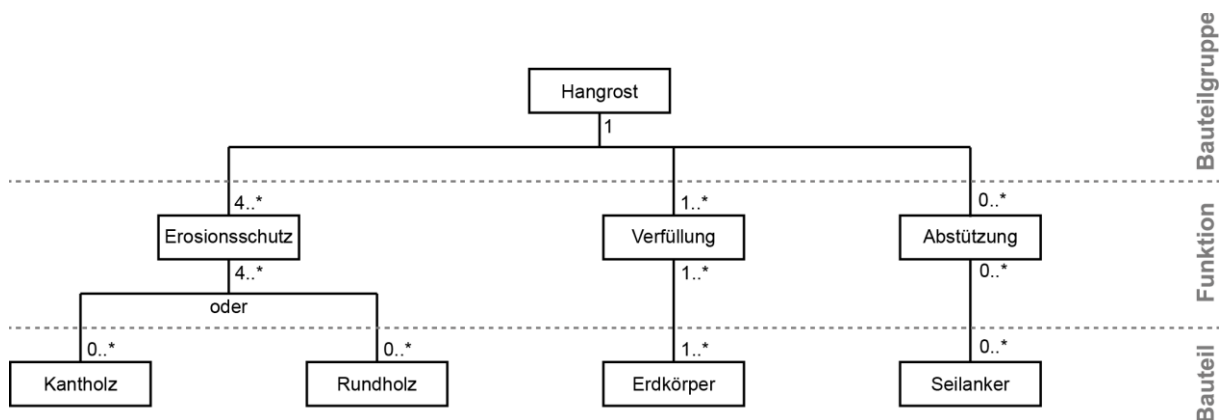 Hangrost
1
Bauteilgruppe
4..*
1..*
0..*
Erosionsschutz
Verfüllung
Abstützung
4..*
1..*
0..*
oder
Funktion
0..*
0..*
1..*
0..*
Kantholz
Rundholz
Erdkörper
Seilanker
Bauteil